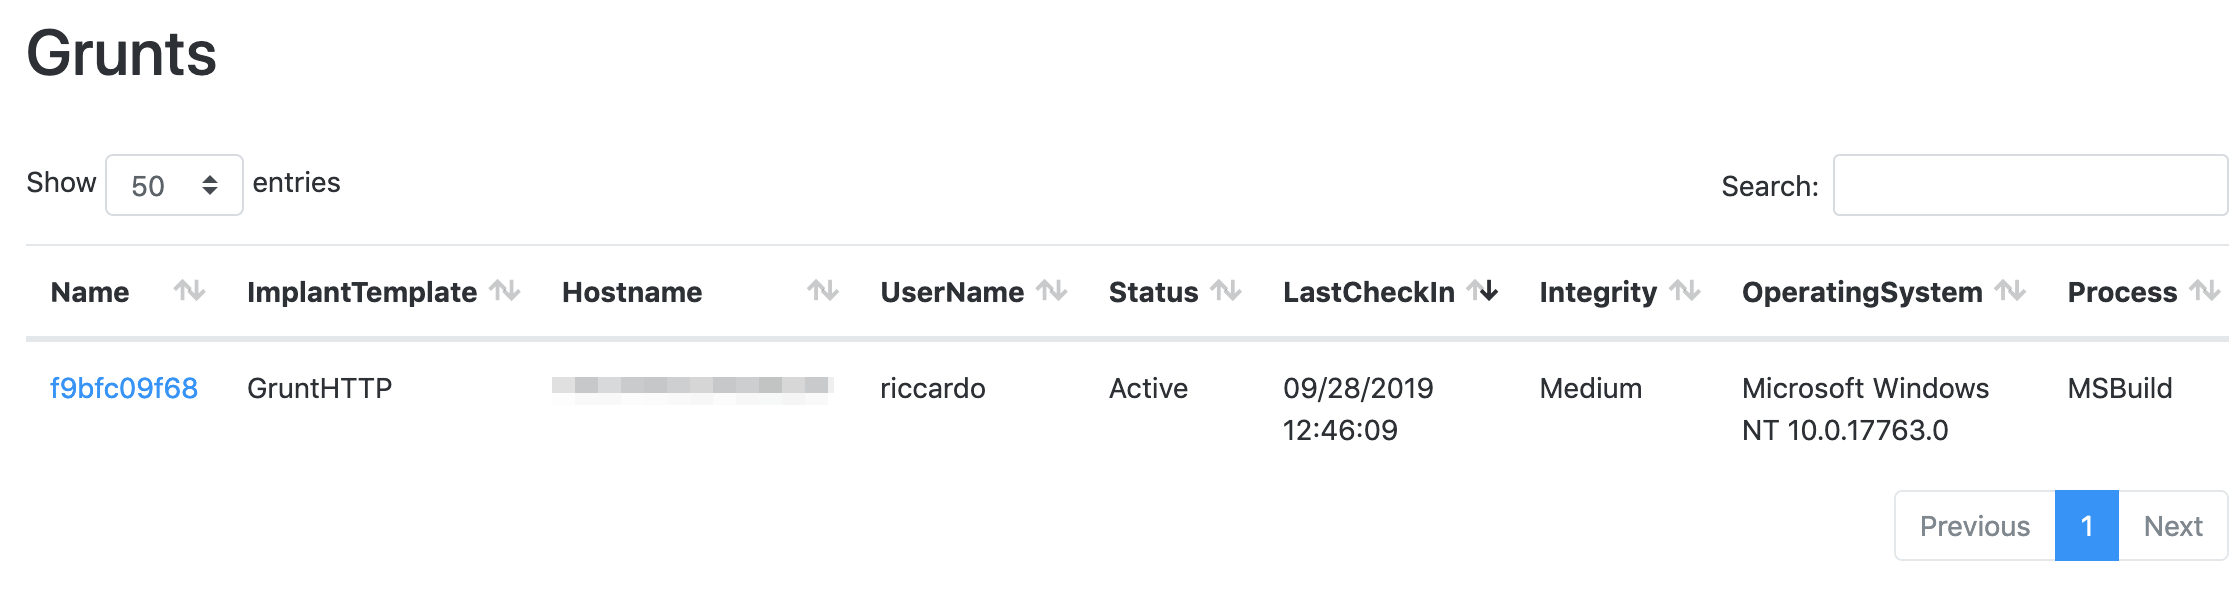 Grunts
Show 50 entries
Search:
Name ImplantTemplate Hostname UserName Status LastCheckIn Integrity OperatingSystem Process
f9bfc09f68 GruntHTTP riccardo Active 09/28/2019 Medium Microsoft Windows MSBuild
12:46:09 NT 10.0.17763.0
Previous 1 Next